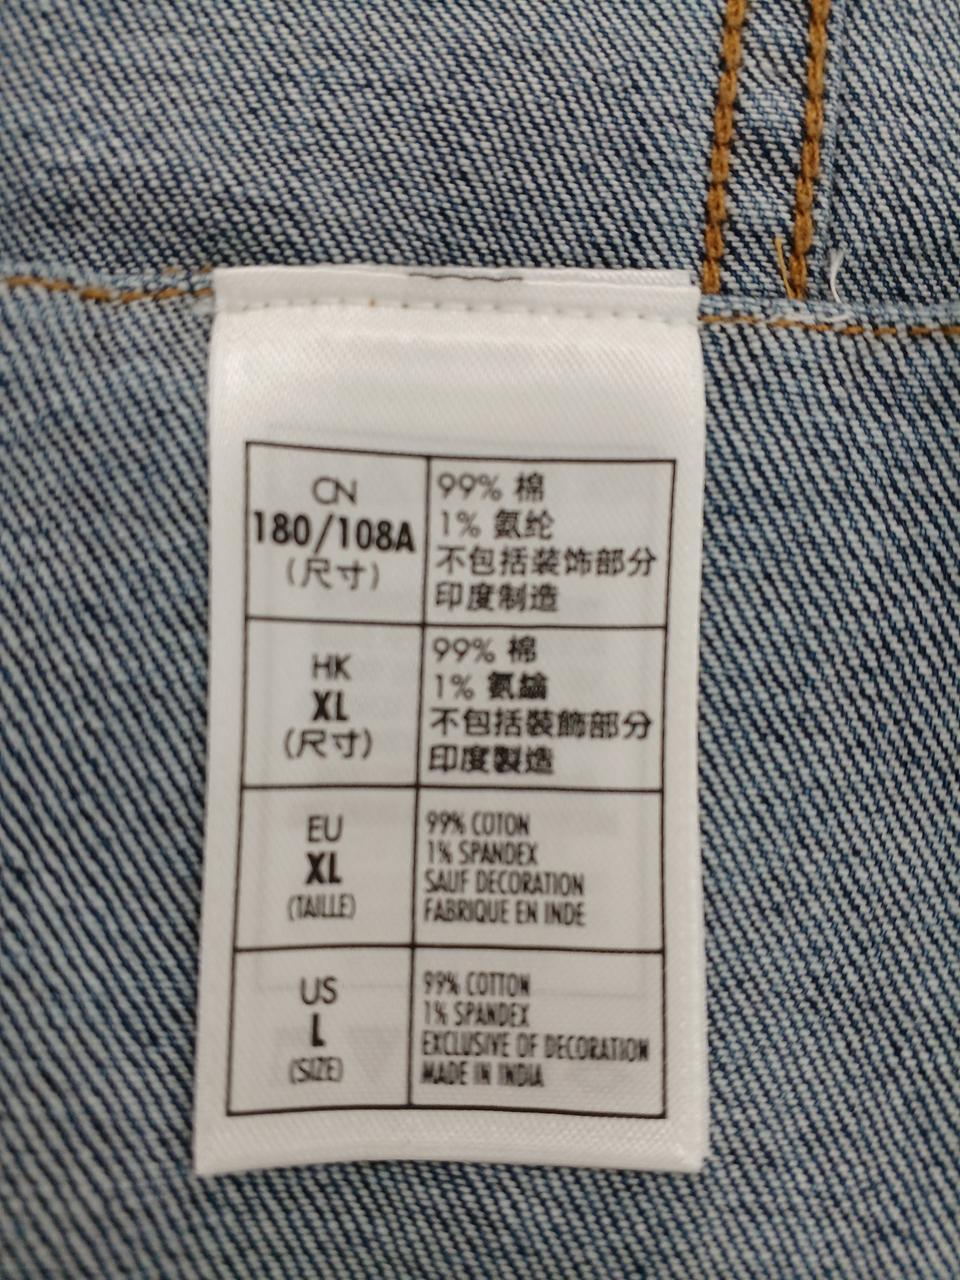 CN
180/108A
(尺寸)
99% 棉
1% 氨纶
不包括装饰部分
印度制造
HK
XL
(尺寸)
99% 棉
1% 氨綸
不包括裝飾部分
印度製造
EU
XL
(TAILLE)
99% COTON
1% SPANDEX
SAUF DECORATION
FABRIQUE EN INDE
US
L
(SIZE)
99% COTTON
1% SPANDEX
EXCLUSIVE OF DECORATION
MADE IN INDIA